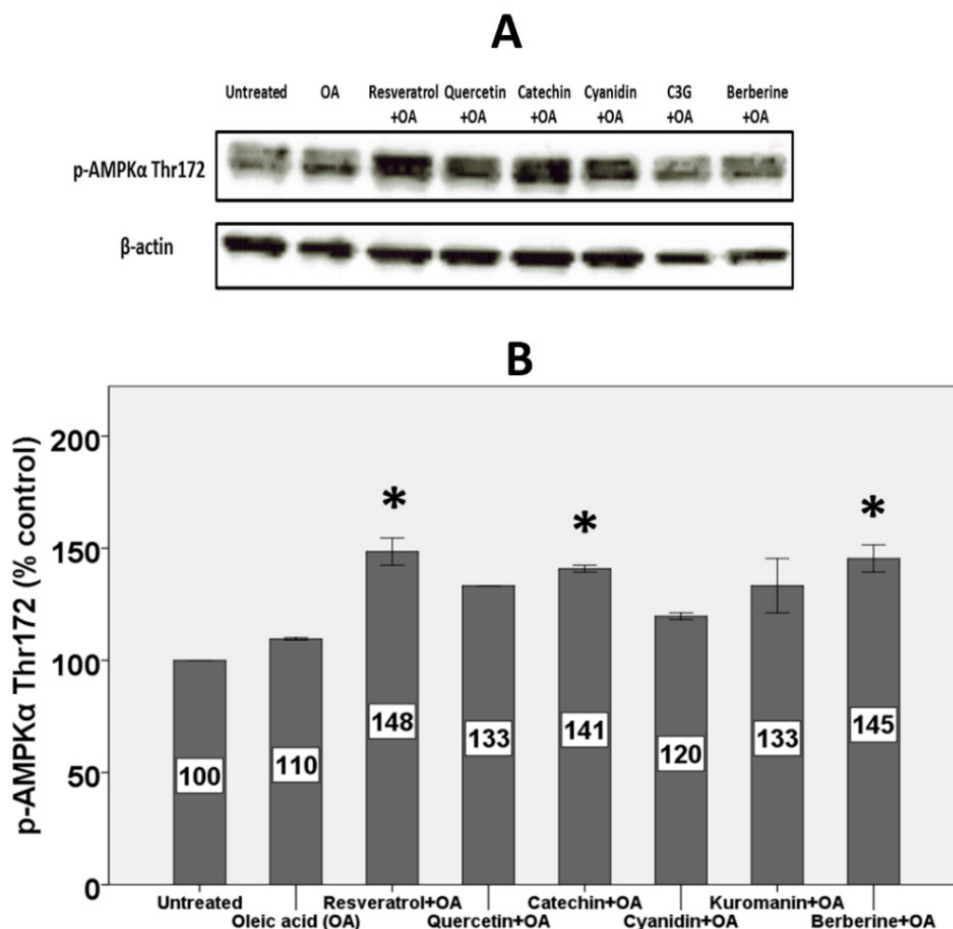 A
Untreated OA Resveratrol Quercetin Catechin Cyanidin C3G Berberine
+OA +OA +OA +OA +OA +OA
p-AMPKα Thr172
β-actin
B
p-AMPKα Thr172 (% control)
200
150
100
50
0
* * *
100 110 148 133 141 120 133 145
Untreated Resveratrol+OA Catechin+OA Kuromanin+OA
Oleic acid (OA) Quercetin+OA Cyanidin+OA Berberine+OA